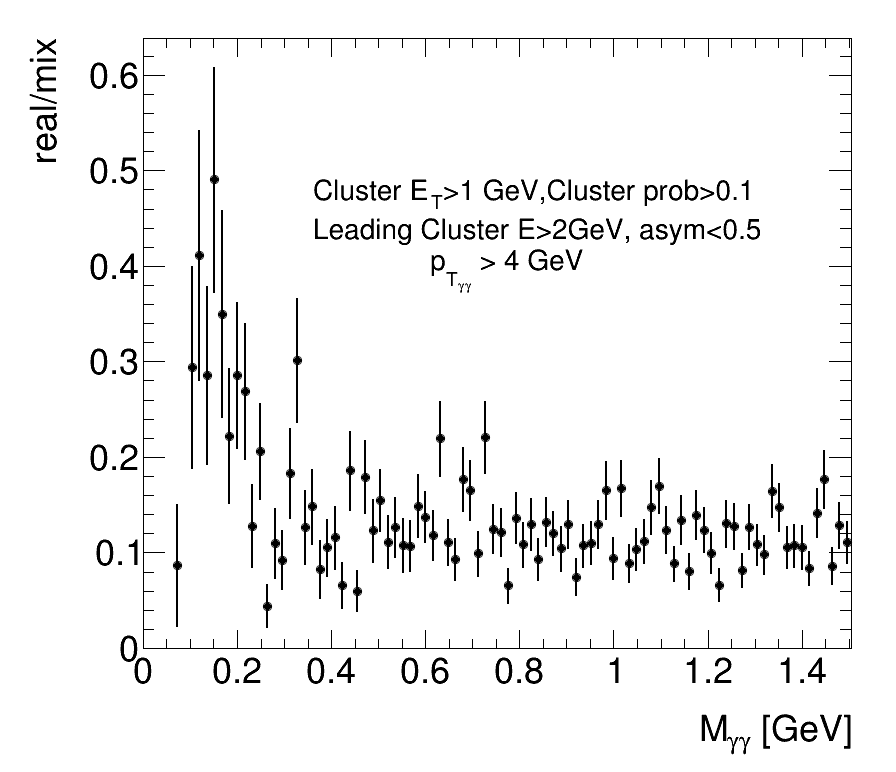 real/mix
0.6
0.5
0.4
0.3
0.2
0.1
0
Cluster E_T>1 GeV,Cluster prob>0.1
Leading Cluster E>2GeV, asym<0.5
p_Tγγ > 4 GeV
0 0.2 0.4 0.6 0.8 1 1.2 1.4
M_γγ [GeV]